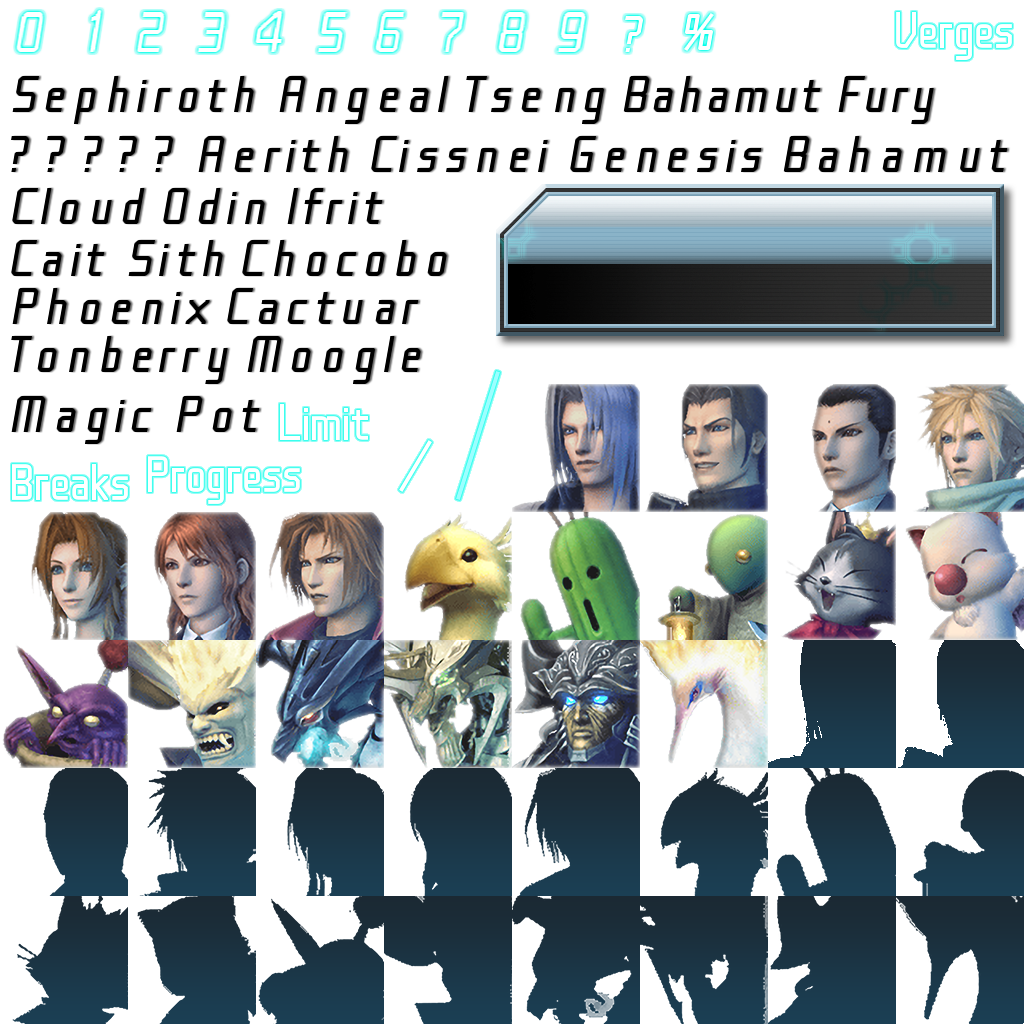 0 1 2 3 4 5 6 7 8 9 ? % Verges
Sephiroth Angeal Tseng Bahamut Fury
? ? ? ? ? Aerith Cissnei Genesis Bahamut
Cloud Odin Ifrit
Cait Sith Chocobo
Phoenix Cactuar
Tonberry Moogle
Magic Pot Limit
Breaks Progress / /